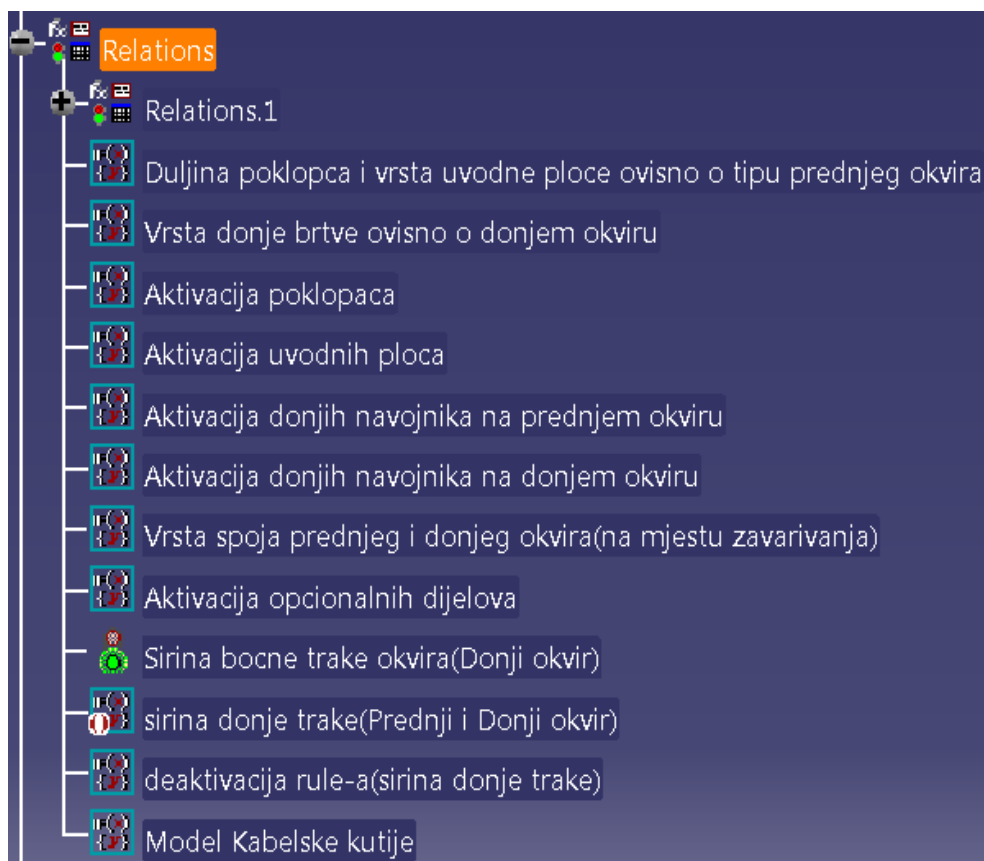 Relations
Relations.1
Duljina poklopca i vrsta uvodne ploce ovisno o tipu prednjeg okvira
Vrsta donje brtve ovisno o donjem okviru
Aktivacija poklopaca
Aktivacija uvodnih ploca
Aktivacija donjih navojnika na prednjem okviru
Aktivacija donjih navojnika na donjem okviru
Vrsta spoja prednjeg i donjeg okvira(na mjestu zavarivanja)
Aktivacija opcionalnih dijelova
Sirina bocne trake okvira(Donji okvir)
sirina donje trake(Prednji i Donji okvir)
deaktivacija rule-a(sirina donje trake)
Model Kabelske kutije